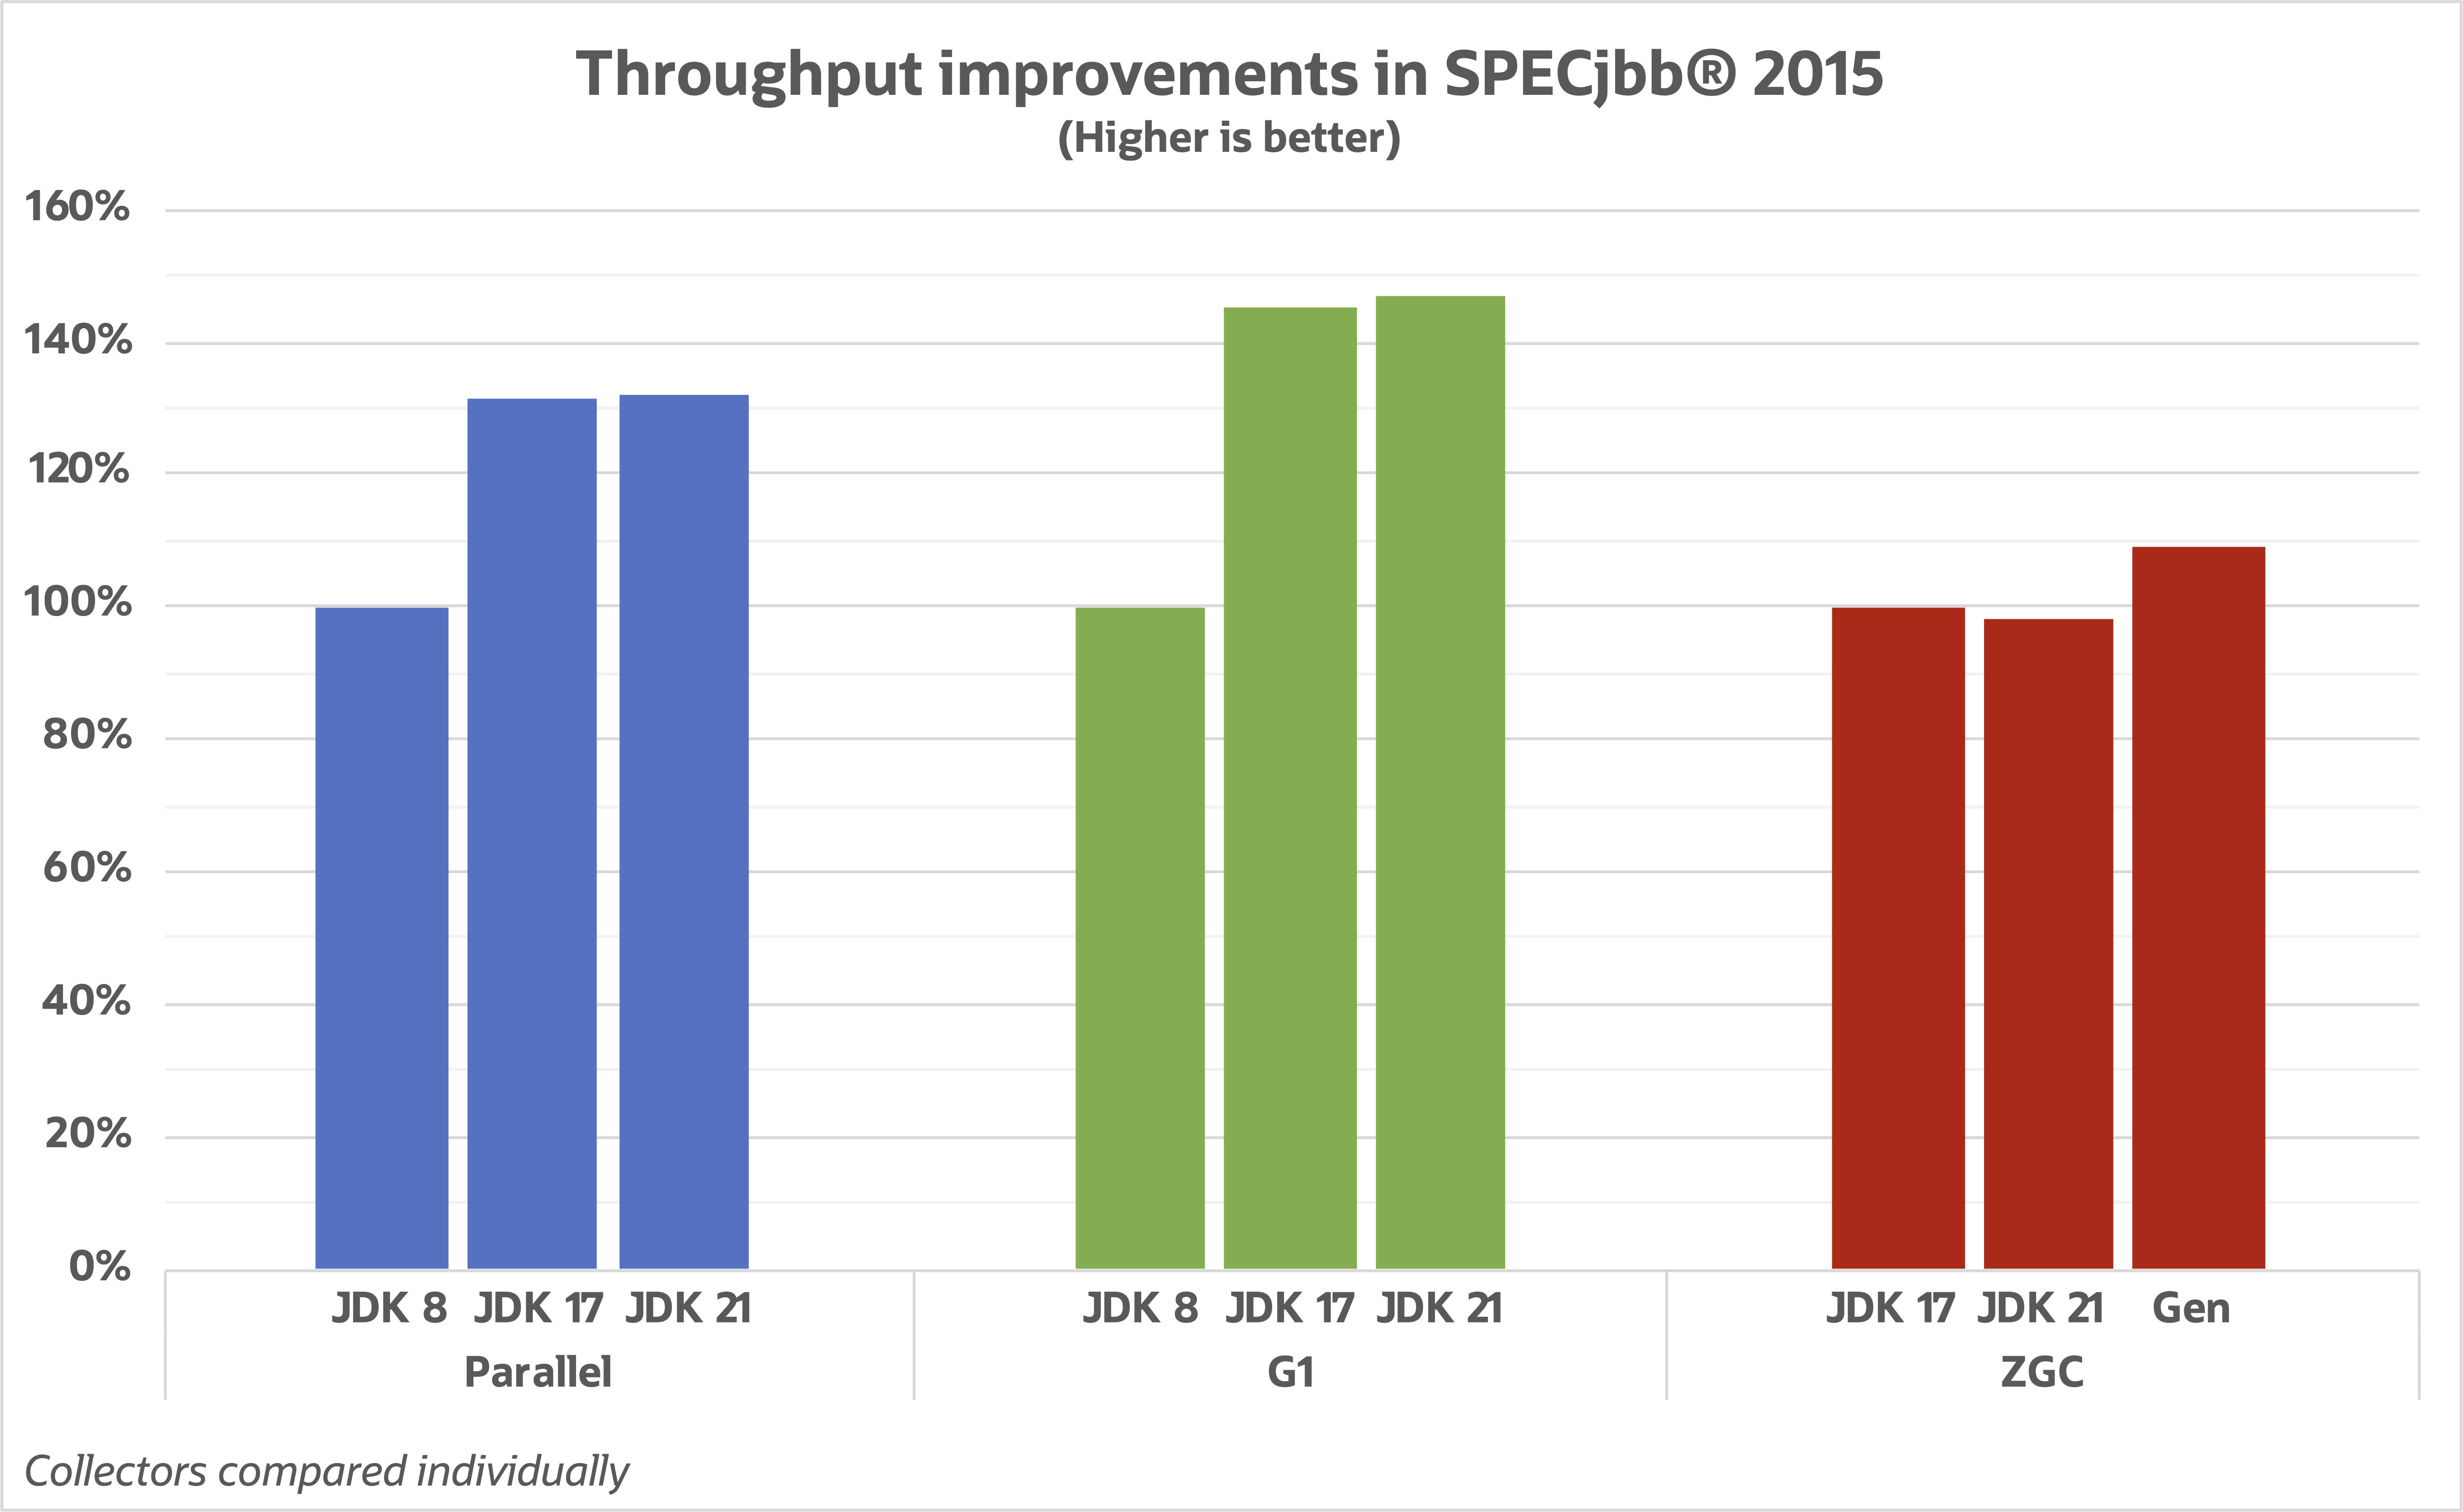 Throughput improvements in SPECjbb® 2015
(Higher is better)
160%
140%
120%
100%
80%
60%
40%
20%
0%
JDK 8 JDK 17 JDK 21 JDK 8 JDK 17 JDK 21 JDK 17 JDK 21 Gen
Parallel G1 ZGC
Collectors compared individually